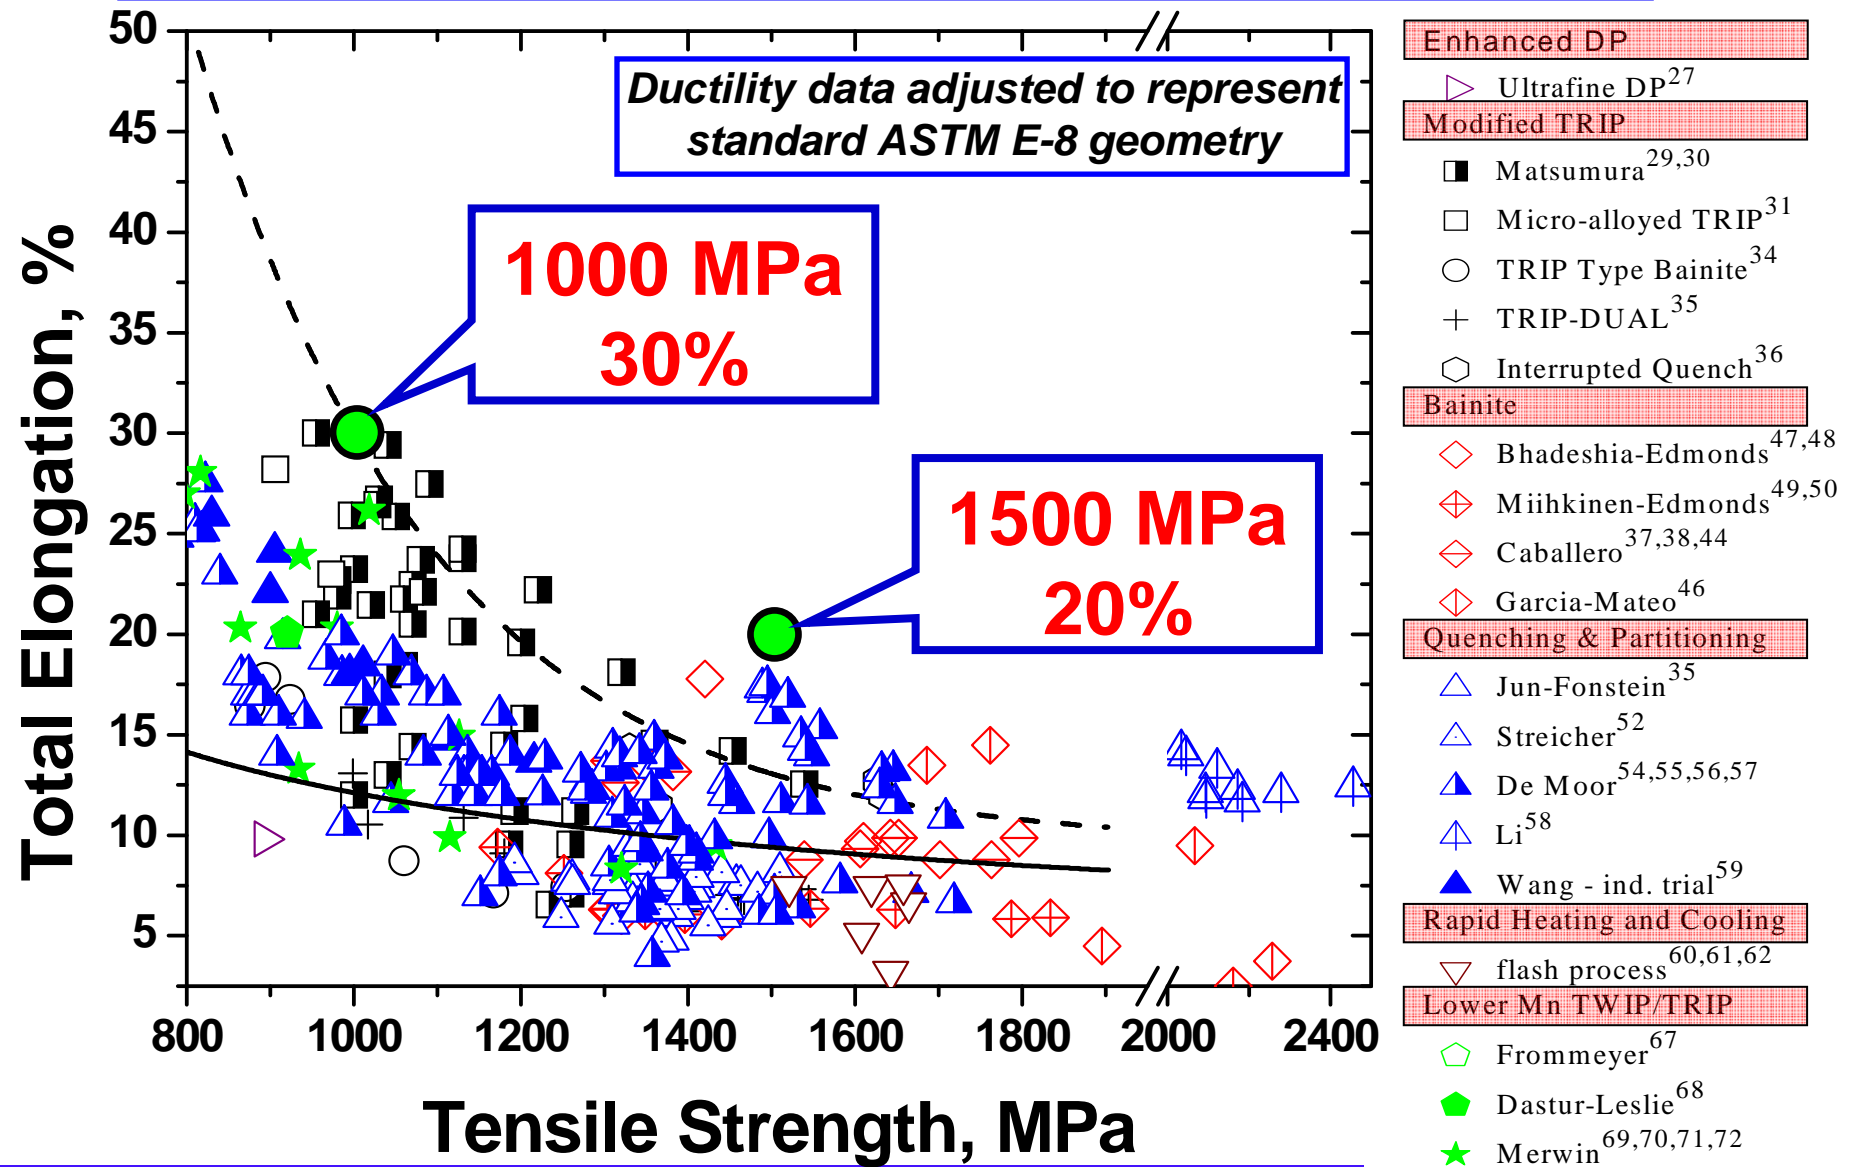 50
45
40
35
30
25
20
15
10
5
Total Elongation, %
Ductility data adjusted to represent
standard ASTM E-8 geometry
1000 MPa
30%
1500 MPa
20%
800 1000 1200 1400 1600 1800 2000 2400
Tensile Strength, MPa
Enhanced DP
Ultrafine DP27
Modified TRIP
Matsumura29,30
Micro-alloyed TRIP31
TRIP Type Bainite34
TRIP-DUAL35
Interrupted Quench36
Bainite
Bhadeshia-Edmonds47,48
Miihkinen-Edmonds49,50
Caballero37,38,44
Garcia-Mateo46
Quenching & Partitioning
Jun-Fonstein35
Streicher52
De Moor54,55,56,57
Li58
Wang - ind. trial59
Rapid Heating and Cooling
flash process60,61,62
Lower Mn TWIP/TRIP
Frommeyer67
Dastur-Leslie68
Merwin69,70,71,72